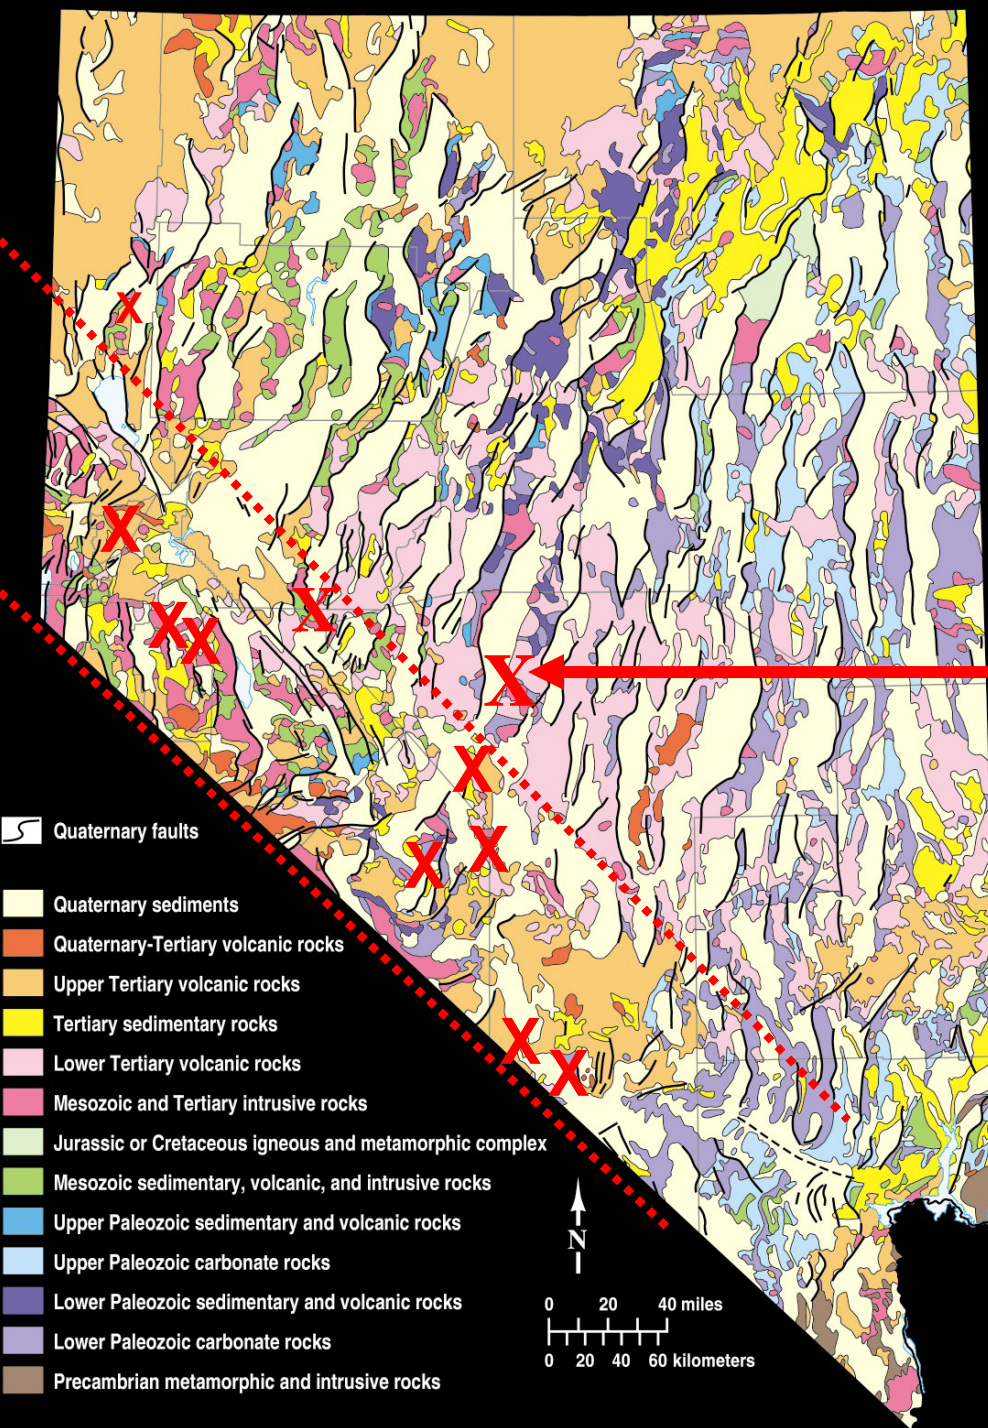 X
X
X
X
X
X
X
X
X
X
X
Quaternary faults
Quaternary sediments
Quaternary-Tertiary volcanic rocks
Upper Tertiary volcanic rocks
Tertiary sedimentary rocks
Lower Tertiary volcanic rocks
Mesozoic and Tertiary intrusive rocks
Jurassic or Cretaceous igneous and metamorphic complex
Mesozoic sedimentary, volcanic, and intrusive rocks
Upper Paleozoic sedimentary and volcanic rocks
Upper Paleozoic carbonate rocks
Lower Paleozoic sedimentary and volcanic rocks
Lower Paleozoic carbonate rocks
Precambrian metamorphic and intrusive rocks
N
0 20 40 miles
0 20 40 60 kilometers